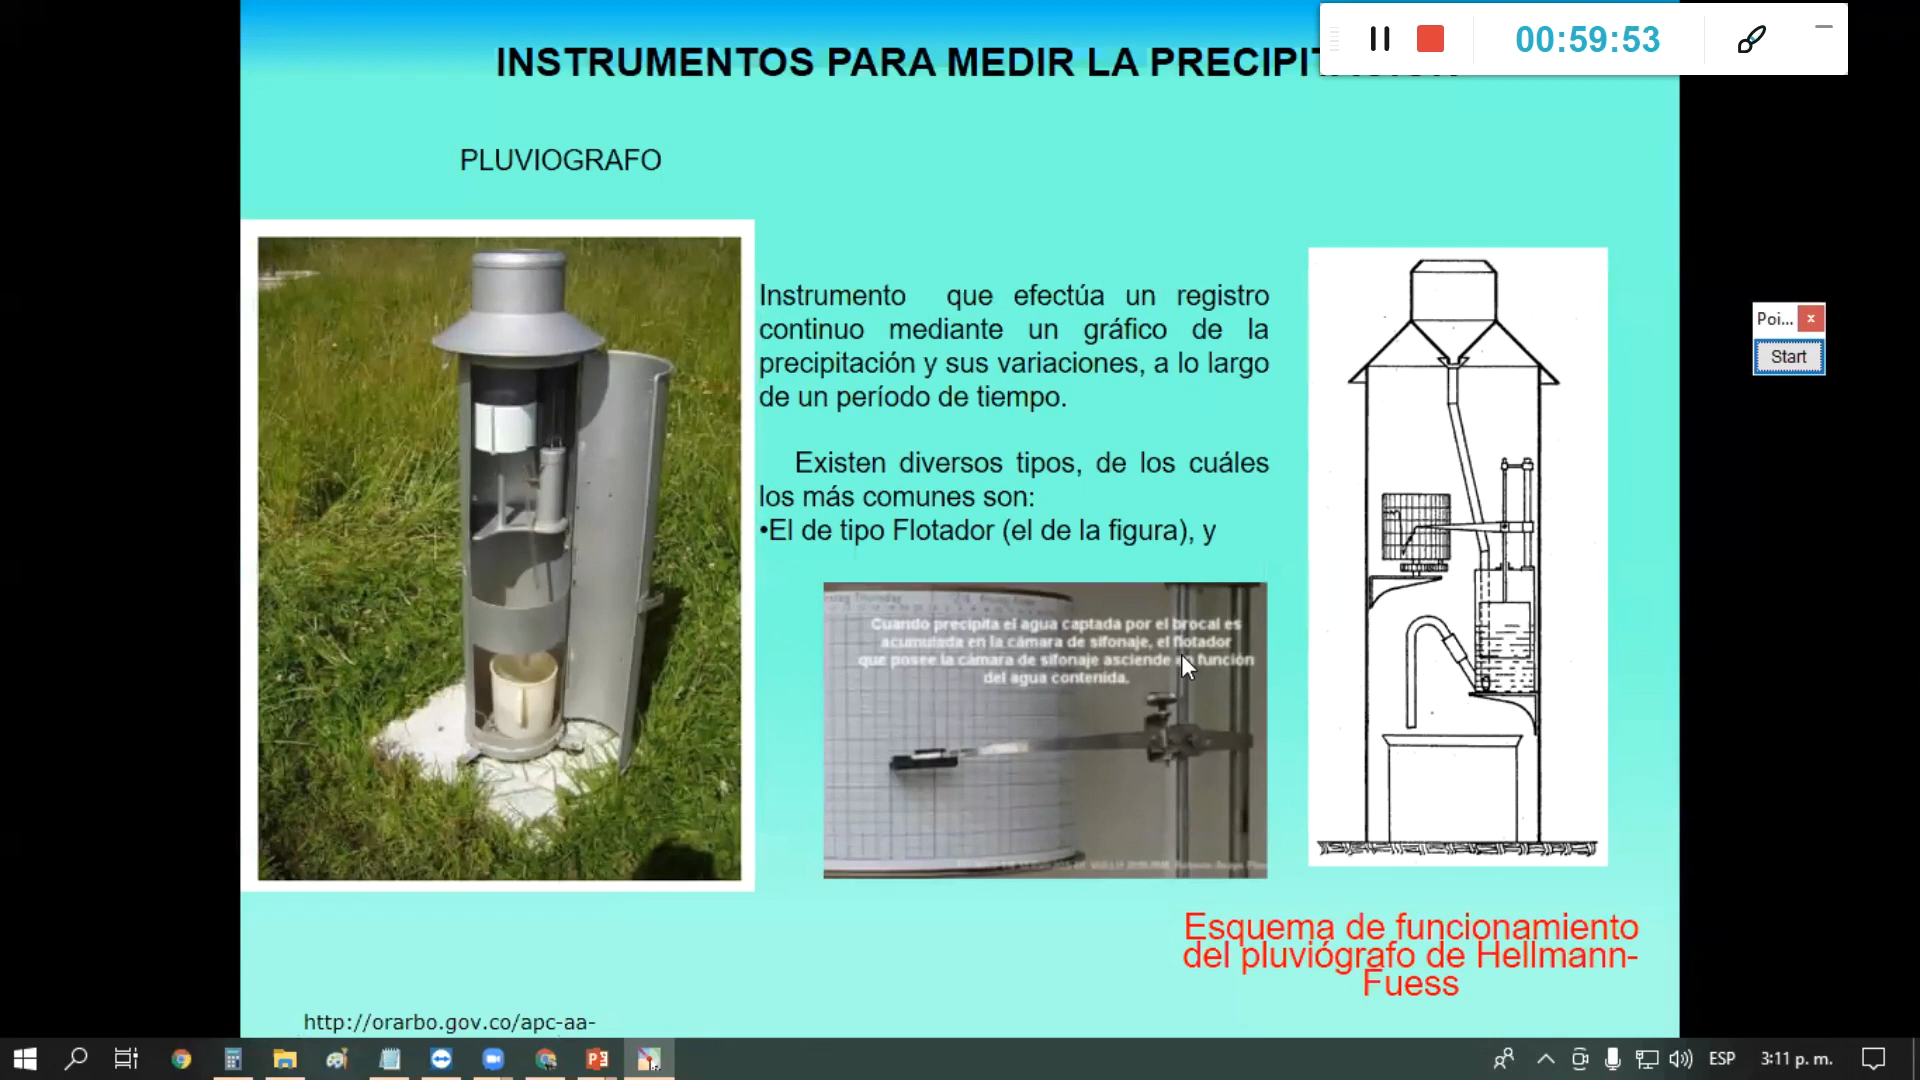 INSTRUMENTOS PARA MEDIR LA
00:59:53
PLUVIOGRAFO
Instrumento que efectúa un registro
continuo mediante un gráfico de la
precipitación y sus variaciones, a lo largo
de un período de tiempo.
Existen diversos tipos, de los cuáles
los más comunes son:
•El de tipo Flotador (el de la figura), y
Poi...
Start
Thursday
Cuando precipita el agua captada por el brocal es
acumulada en la cámara de sifonaje, el flotador
que posee la cámara de sifonaje asciende función
del agua contenida.
Esquema de funcionamiento
del pluviógrafo de Hellmann-
Fuess
http://orarbo.gov.co/apc-aa-
ESP
3:11 p. m.